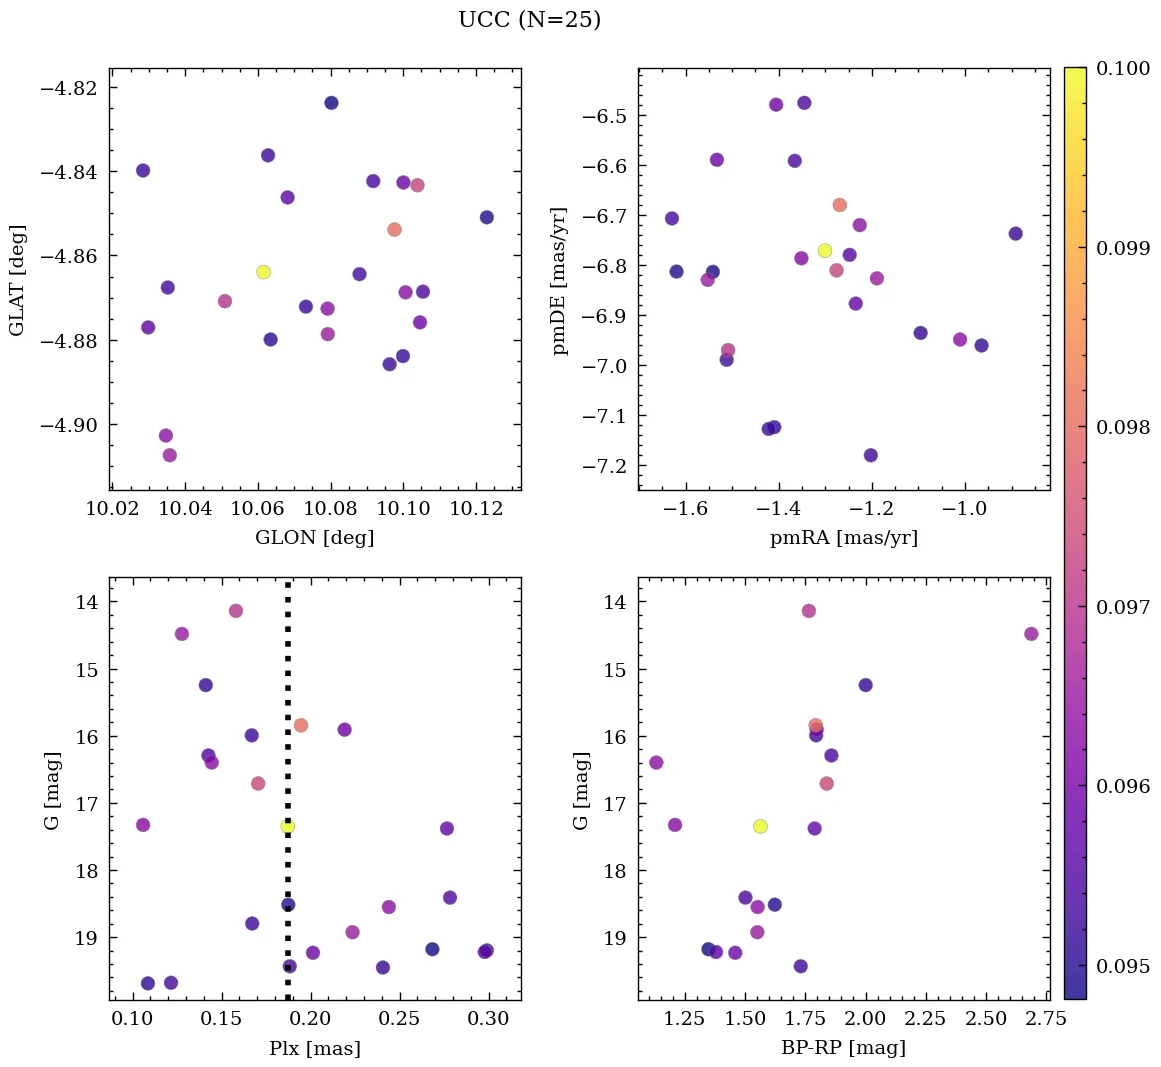 UCC (N=25)
−4.82
−4.84
−4.86
−4.88
−4.90
GLAT [deg]
10.02 10.04 10.06 10.08 10.10 10.12
GLON [deg]
−6.5
−6.6
−6.7
−6.8
−6.9
−7.0
−7.1
−7.2
pmDE [mas/yr]
−1.6 −1.4 −1.2 −1.0
pmRA [mas/yr]
14
15
16
17
18
19
G [mag]
0.10 0.15 0.20 0.25 0.30
Plx [mas]
14
15
16
17
18
19
G [mag]
1.25 1.50 1.75 2.00 2.25 2.50 2.75
BP-RP [mag]
0.100
0.099
0.098
0.097
0.096
0.095